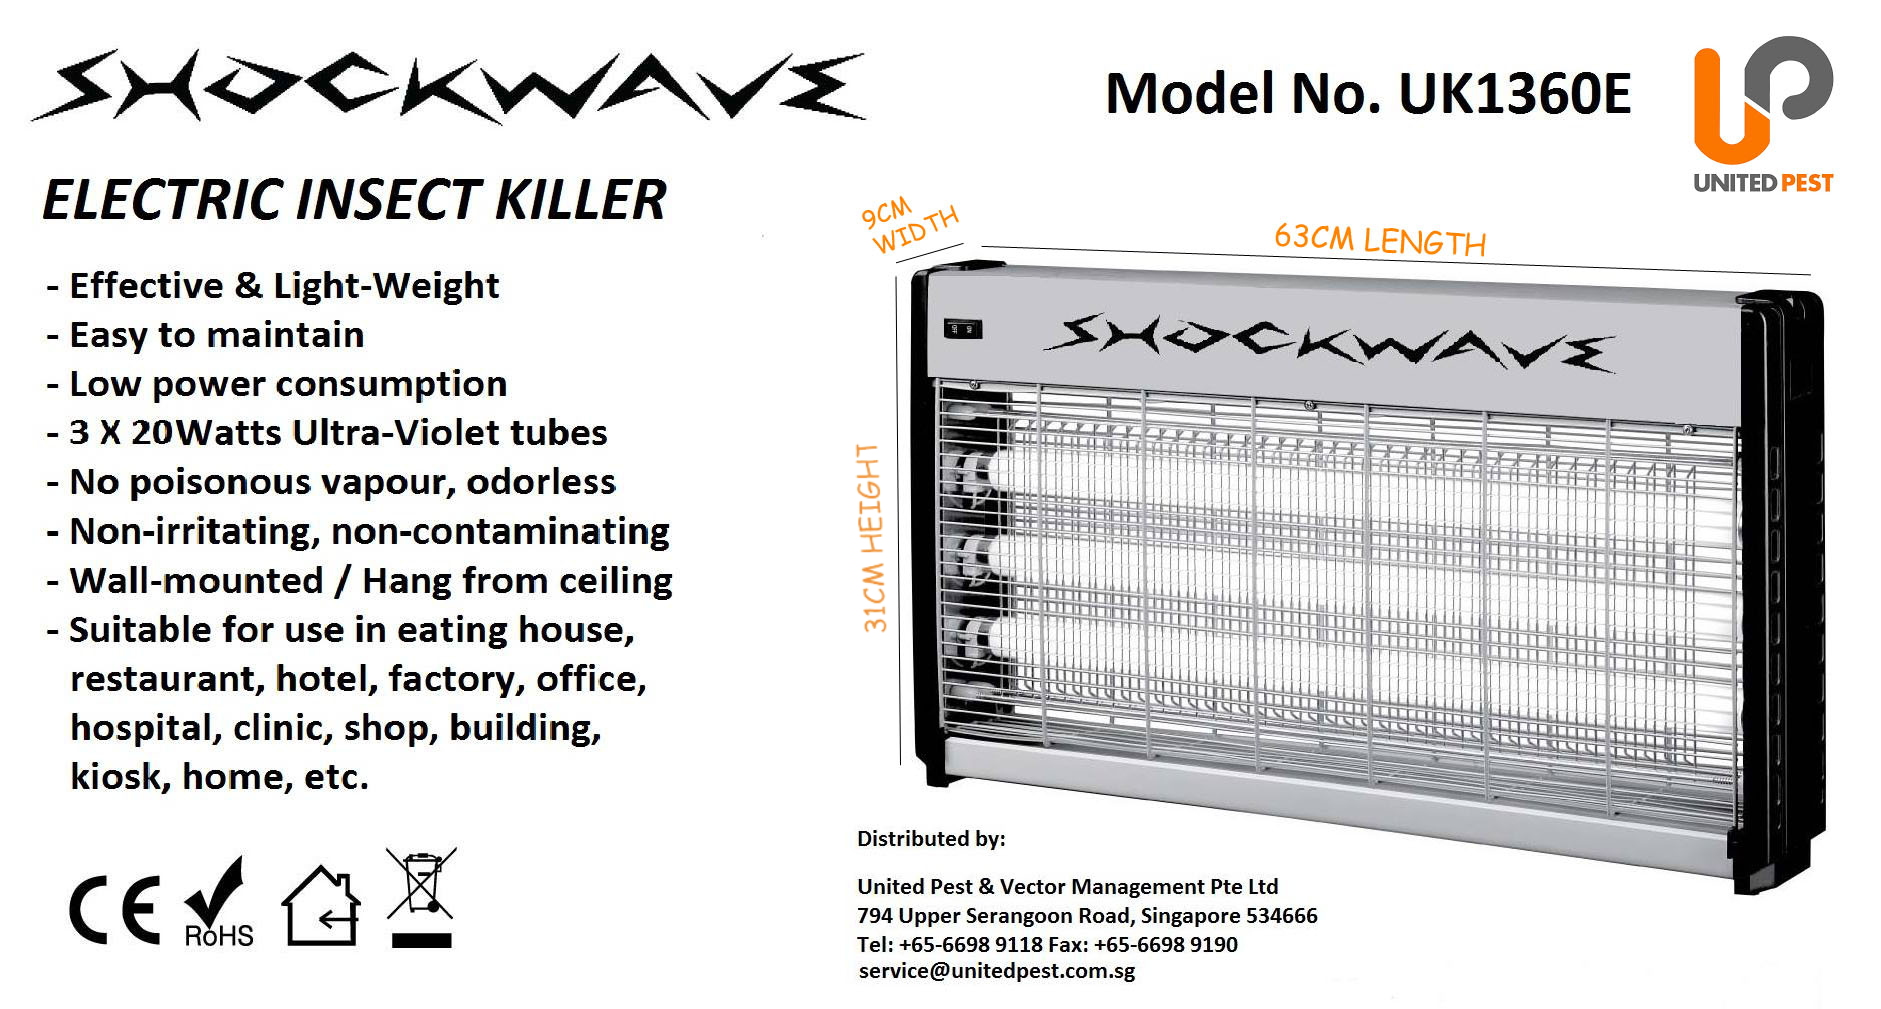 SHOCKWAVE
Model No. UK1360E
UP
UNITED PEST
ELECTRIC INSECT KILLER
- Effective & Light-Weight
- Easy to maintain
- Low power consumption
- 3 X 20Watts Ultra-Violet tubes
- No poisonous vapour, odorless
- Non-irritating, non-contaminating
- Wall-mounted / Hang from ceiling
- Suitable for use in eating house,
restaurant, hotel, factory, office,
hospital, clinic, shop, building,
kiosk, home, etc.
CE
RoHS
9CM
WIDTH
63CM LENGTH
31CM HEIGHT
ON
OFF
SHOCKWAVE
Distributed by:
United Pest & Vector Management Pte Ltd
794 Upper Serangoon Road, Singapore 534666
Tel: +65-6698 9118 Fax: +65-6698 9190
service@unitedpest.com.sg